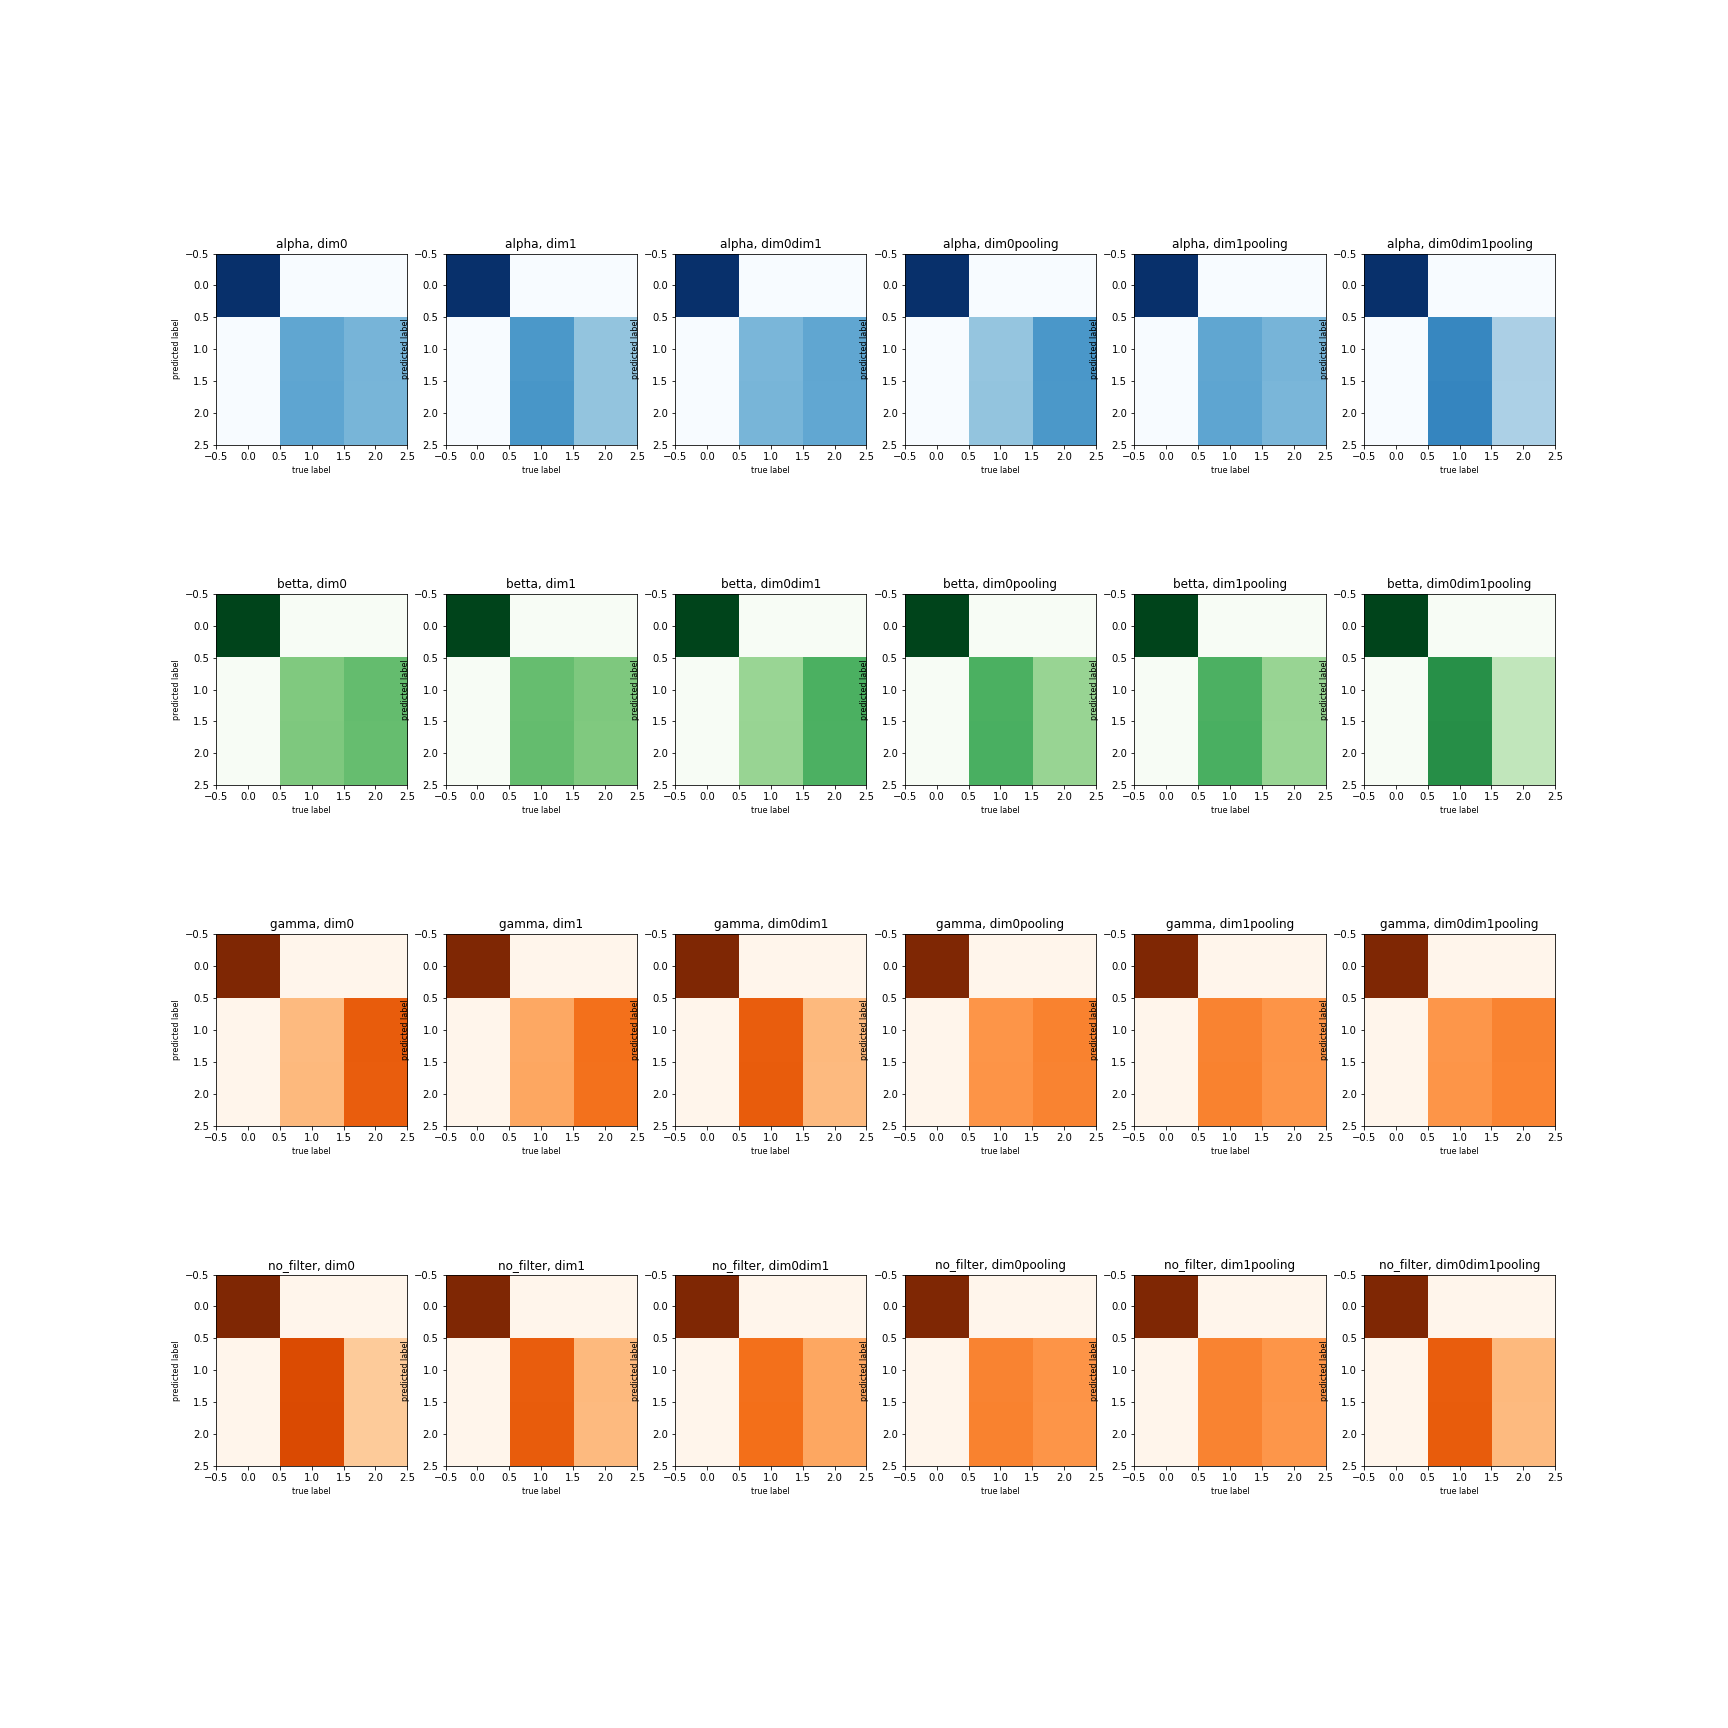 alpha, dim0 alpha, dim1 alpha, dim0dim1 alpha, dim0pooling alpha, dim1pooling alpha, dim0dim1pooling
−0.5 −0.5 −0.5 −0.5 −0.5 −0.5
0.0 0.0 0.0 0.0 0.0 0.0
0.5 0.5 0.5 0.5 0.5 0.5
predicted label predicted label predicted label predicted label predicted label predicted label
1.0 1.0 1.0 1.0 1.0 1.0
1.5 1.5 1.5 1.5 1.5 1.5
2.0 2.0 2.0 2.0 2.0 2.0
2.5 2.5 2.5 2.5 2.5 2.5
−0.5 0.0 0.5 1.0 1.5 2.0 2.5 −0.5 0.0 0.5 1.0 1.5 2.0 2.5 −0.5 0.0 0.5 1.0 1.5 2.0 2.5 −0.5 0.0 0.5 1.0 1.5 2.0 2.5 −0.5 0.0 0.5 1.0 1.5 2.0 2.5 −0.5 0.0 0.5 1.0 1.5 2.0 2.5
true label true label true label true label true label true label
betta, dim0 betta, dim1 betta, dim0dim1 betta, dim0pooling betta, dim1pooling betta, dim0dim1pooling
−0.5 −0.5 −0.5 −0.5 −0.5 −0.5
0.0 0.0 0.0 0.0 0.0 0.0
0.5 0.5 0.5 0.5 0.5 0.5
predicted label predicted label predicted label predicted label predicted label predicted label
1.0 1.0 1.0 1.0 1.0 1.0
1.5 1.5 1.5 1.5 1.5 1.5
2.0 2.0 2.0 2.0 2.0 2.0
2.5 2.5 2.5 2.5 2.5 2.5
−0.5 0.0 0.5 1.0 1.5 2.0 2.5 −0.5 0.0 0.5 1.0 1.5 2.0 2.5 −0.5 0.0 0.5 1.0 1.5 2.0 2.5 −0.5 0.0 0.5 1.0 1.5 2.0 2.5 −0.5 0.0 0.5 1.0 1.5 2.0 2.5 −0.5 0.0 0.5 1.0 1.5 2.0 2.5
true label true label true label true label true label true label
gamma, dim0 gamma, dim1 gamma, dim0dim1 gamma, dim0pooling gamma, dim1pooling gamma, dim0dim1pooling
−0.5 −0.5 −0.5 −0.5 −0.5 −0.5
0.0 0.0 0.0 0.0 0.0 0.0
0.5 0.5 0.5 0.5 0.5 0.5
predicted label predicted label predicted label predicted label predicted label predicted label
1.0 1.0 1.0 1.0 1.0 1.0
1.5 1.5 1.5 1.5 1.5 1.5
2.0 2.0 2.0 2.0 2.0 2.0
2.5 2.5 2.5 2.5 2.5 2.5
−0.5 0.0 0.5 1.0 1.5 2.0 2.5 −0.5 0.0 0.5 1.0 1.5 2.0 2.5 −0.5 0.0 0.5 1.0 1.5 2.0 2.5 −0.5 0.0 0.5 1.0 1.5 2.0 2.5 −0.5 0.0 0.5 1.0 1.5 2.0 2.5 −0.5 0.0 0.5 1.0 1.5 2.0 2.5
true label true label true label true label true label true label
no_filter, dim0 no_filter, dim1 no_filter, dim0dim1 no_filter, dim0pooling no_filter, dim1pooling no_filter, dim0dim1pooling
−0.5 −0.5 −0.5 −0.5 −0.5 −0.5
0.0 0.0 0.0 0.0 0.0 0.0
0.5 0.5 0.5 0.5 0.5 0.5
predicted label predicted label predicted label predicted label predicted label predicted label
1.0 1.0 1.0 1.0 1.0 1.0
1.5 1.5 1.5 1.5 1.5 1.5
2.0 2.0 2.0 2.0 2.0 2.0
2.5 2.5 2.5 2.5 2.5 2.5
−0.5 0.0 0.5 1.0 1.5 2.0 2.5 −0.5 0.0 0.5 1.0 1.5 2.0 2.5 −0.5 0.0 0.5 1.0 1.5 2.0 2.5 −0.5 0.0 0.5 1.0 1.5 2.0 2.5 −0.5 0.0 0.5 1.0 1.5 2.0 2.5 −0.5 0.0 0.5 1.0 1.5 2.0 2.5
true label true label true label true label true label true label